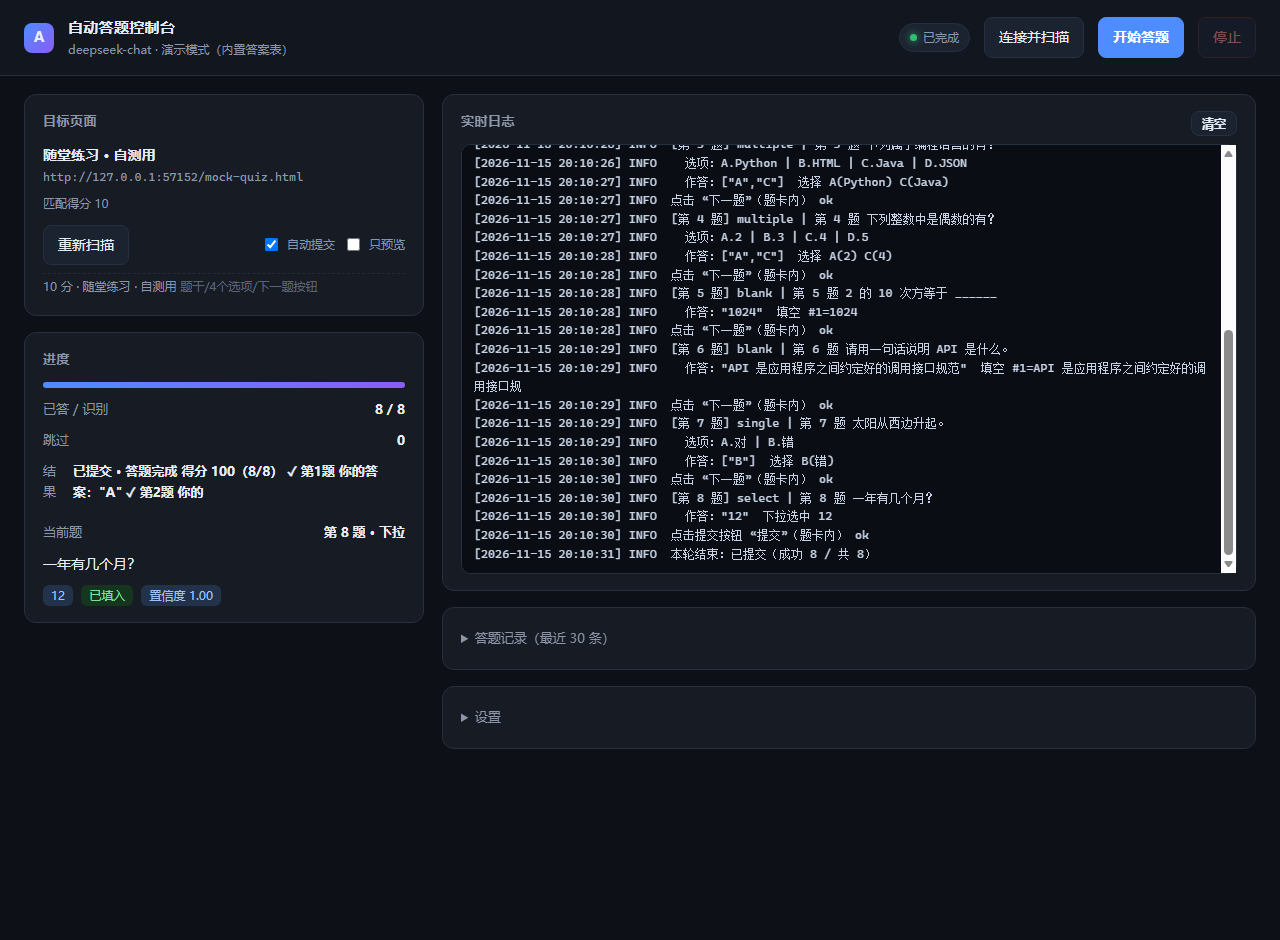 A
自动答题控制台
deepseek-chat · 演示模式（内置答案表）
已完成
连接并扫描
开始答题
停止
目标页面
随堂练习 • 自测用
http://127.0.0.1:57152/mock-quiz.html
匹配得分 10
重新扫描
自动提交
只预览
10 分 · 随堂练习 · 自测用 题干/4个选项/下一题按钮
进度
已答 / 识别
8 / 8
跳过
0
结果
已提交 • 答题完成 得分 100（8/8） ✓ 第1题 你的答
案："A" ✓ 第2题 你的
当前题
第 8 题 • 下拉
一年有几个月？
12
已填入
置信度 1.00
实时日志
清空
[2026-11-15 20:10:26] INFO [第 3 题] multiple | 第 3 题 下列属于编程语言的有？
[2026-11-15 20:10:26] INFO 选项：A.Python | B.HTML | C.Java | D.JSON
[2026-11-15 20:10:27] INFO 作答：["A","C"] 选择 A(Python) C(Java)
[2026-11-15 20:10:27] INFO 点击 “下一题”（题卡内） ok
[2026-11-15 20:10:27] INFO [第 4 题] multiple | 第 4 题 下列整数中是偶数的有？
[2026-11-15 20:10:27] INFO 选项：A.2 | B.3 | C.4 | D.5
[2026-11-15 20:10:28] INFO 作答：["A","C"] 选择 A(2) C(4)
[2026-11-15 20:10:28] INFO 点击 “下一题”（题卡内） ok
[2026-11-15 20:10:28] INFO [第 5 题] blank | 第 5 题 2 的 10 次方等于 ______
[2026-11-15 20:10:28] INFO 作答："1024" 填空 #1=1024
[2026-11-15 20:10:28] INFO 点击 “下一题”（题卡内） ok
[2026-11-15 20:10:29] INFO [第 6 题] blank | 第 6 题 请用一句话说明 API 是什么。
[2026-11-15 20:10:29] INFO 作答："API 是应用程序之间约定好的调用接口规范" 填空 #1=API 是应用程序之间约定好的调
用接口规
[2026-11-15 20:10:29] INFO 点击 “下一题”（题卡内） ok
[2026-11-15 20:10:29] INFO [第 7 题] single | 第 7 题 太阳从西边升起。
[2026-11-15 20:10:29] INFO 选项：A.对 | B.错
[2026-11-15 20:10:30] INFO 作答：["B"] 选择 B(错)
[2026-11-15 20:10:30] INFO 点击 “下一题”（题卡内） ok
[2026-11-15 20:10:30] INFO [第 8 题] select | 第 8 题 一年有几个月？
[2026-11-15 20:10:30] INFO 作答："12" 下拉选中 12
[2026-11-15 20:10:30] INFO 点击提交按钮 “提交”（题卡内） ok
[2026-11-15 20:10:31] INFO 本轮结束：已提交（成功 8 / 共 8）
答题记录（最近 30 条）
设置